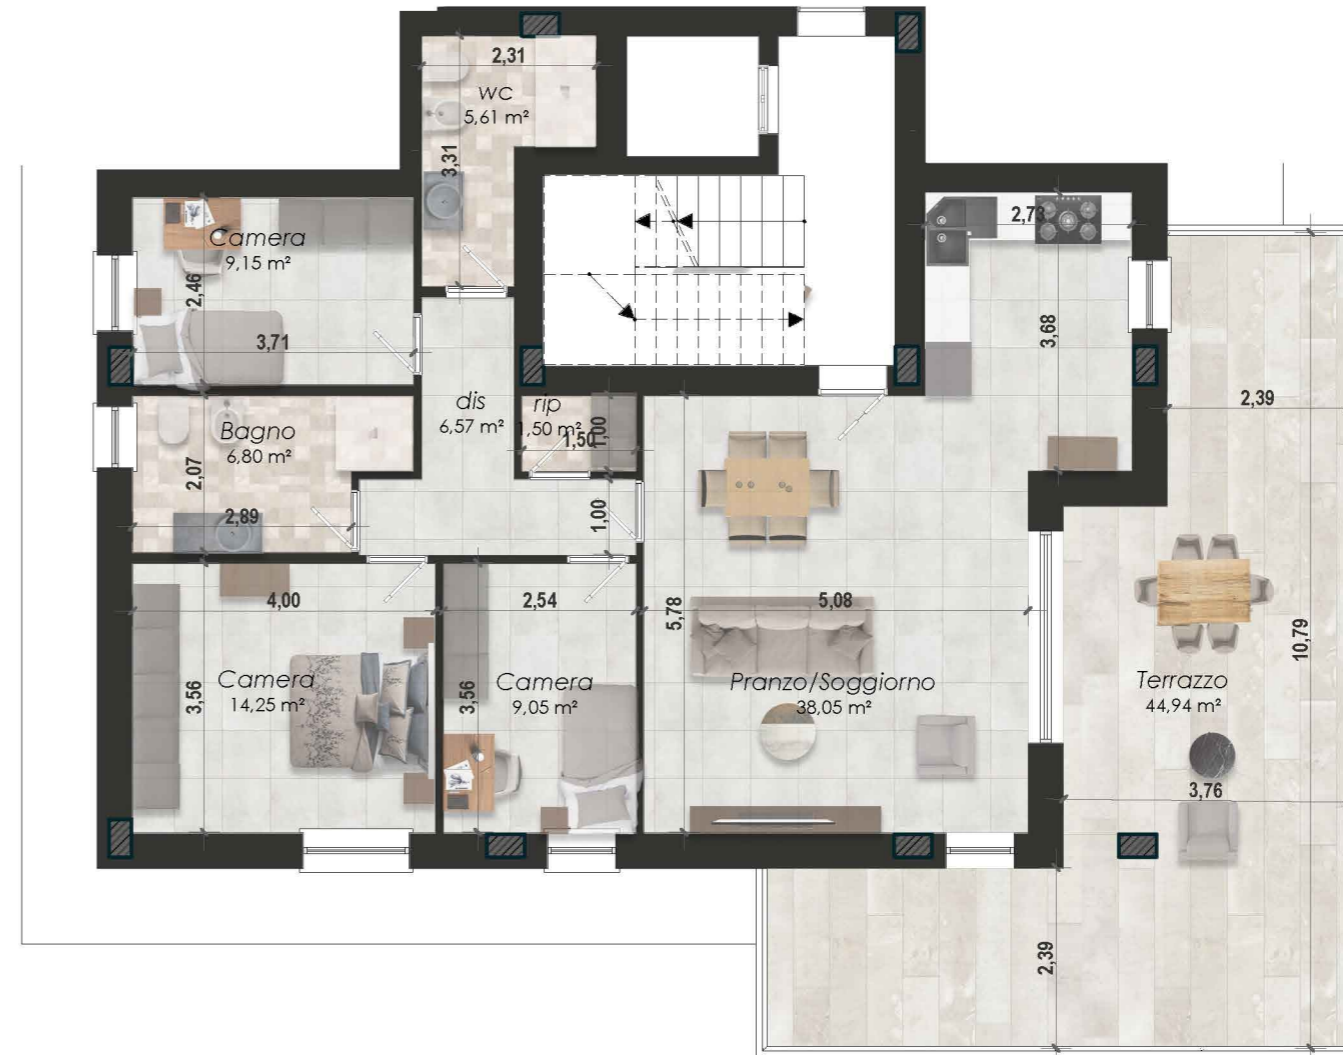 2,31
wc
5,61 m²
3,31
2,73
Camera
9,15 m²
2,46
3,71
3,68
dis
6,57 m²
rip
1,50 m²
1,00
1,50
2,39
Bagno
6,80 m²
2,07
2,89
1,00
4,00
2,54
5,78
5,08
10,79
Camera
14,25 m²
3,56
Camera
9,05 m²
3,56
Pranzo/Soggiorno
38,05 m²
Terrazzo
44,94 m²
3,76
2,39